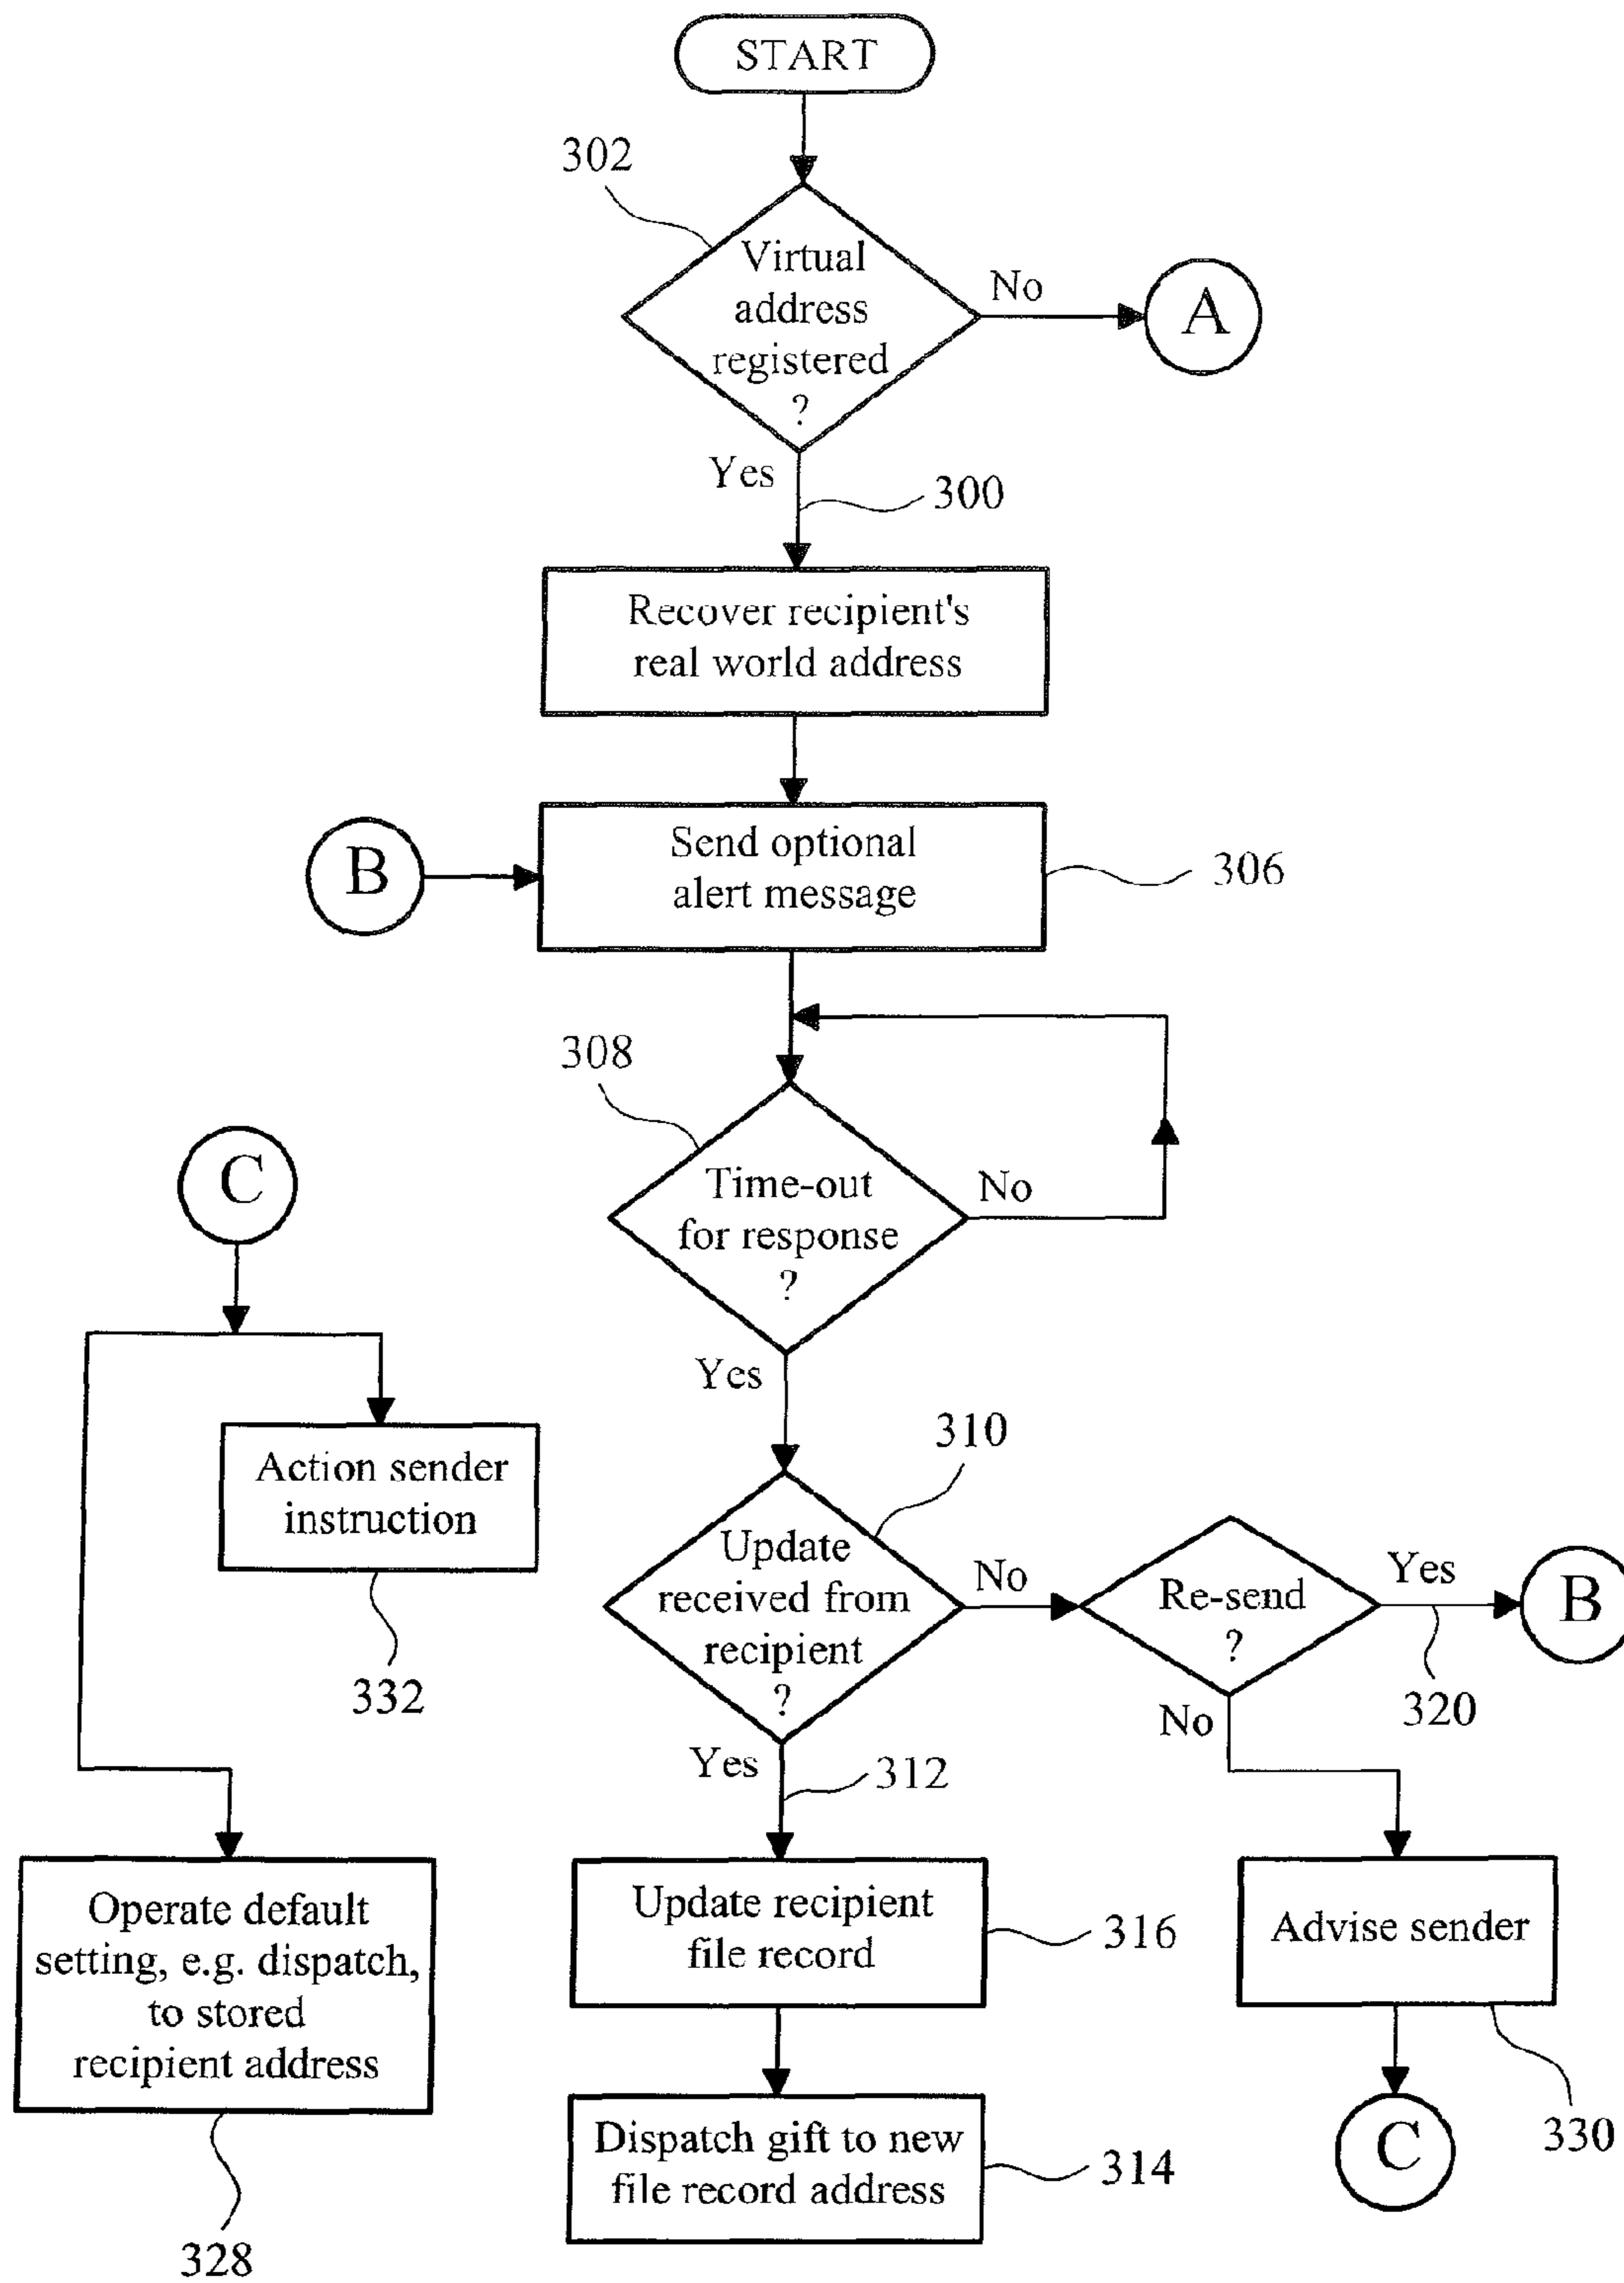 START
302
Virtual
address
registered
?
No
A
Yes
300
Recover recipient's
real world address
B
Send optional
alert message
306
308
Time-out
for response
?
No
C
Yes
Action sender
instruction
332
310
Update
received from
recipient
?
No
Re-send
?
Yes
B
320
No
Yes
312
Operate default
setting, e.g. dispatch,
to stored
recipient address
328
Update recipient
file record
316
Advise sender
330
Dispatch gift to new
file record address
314
C